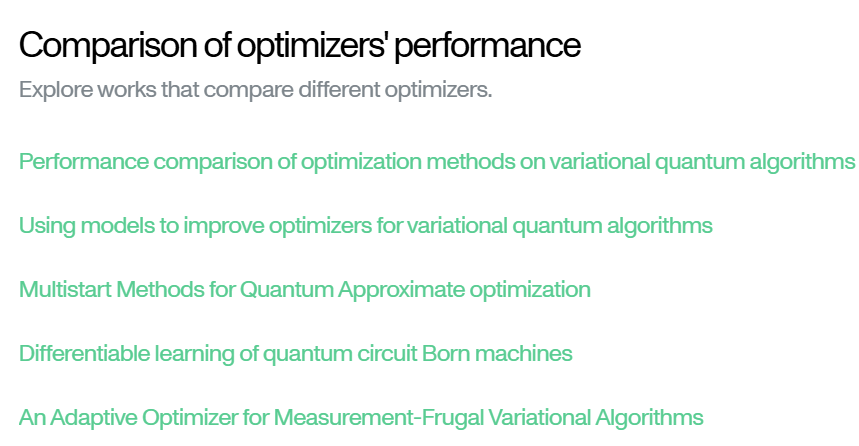 Comparison of optimizers' performance
Explore works that compare different optimizers.
Performance comparison of optimization methods on variational quantum algorithms
Using models to improve optimizers for variational quantum algorithms
Multistart Methods for Quantum Approximate optimization
Differentiable learning of quantum circuit Born machines
An Adaptive Optimizer for Measurement-Frugal Variational Algorithms